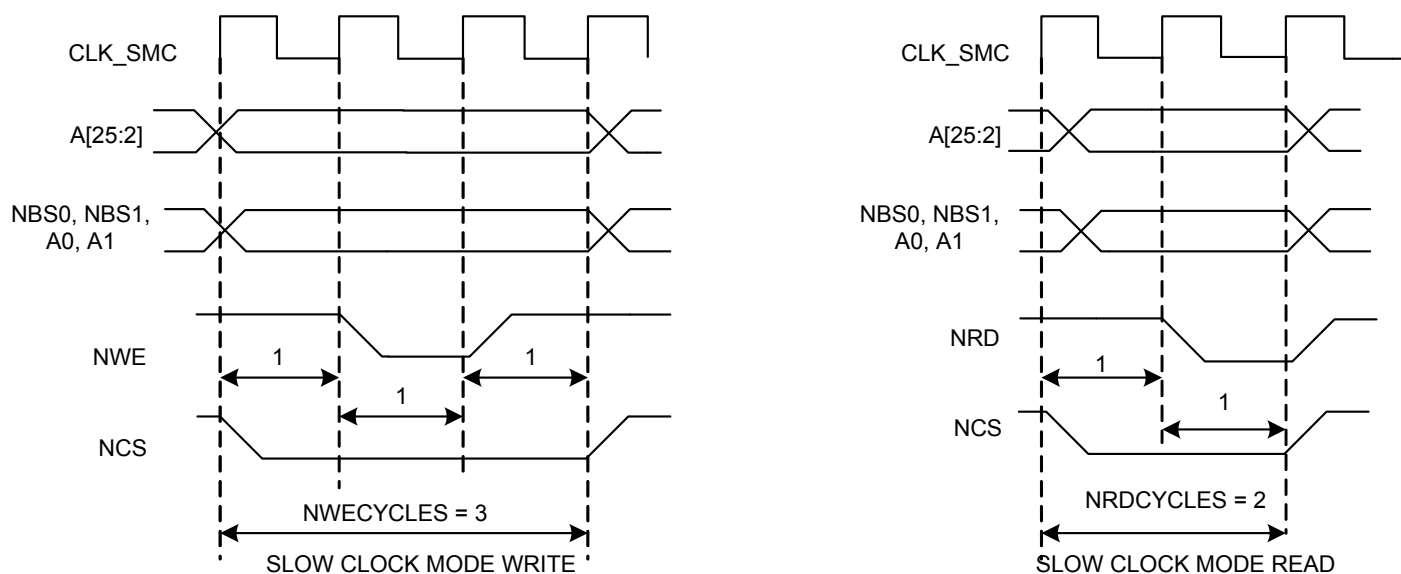 CLK_SMC
A[25:2]
NBS0, NBS1,
A0, A1
NWE
1
1
1
NCS
NWECYCLES = 3
SLOW CLOCK MODE WRITE
CLK_SMC
A[25:2]
NBS0, NBS1,
A0, A1
NRD
1
1
NCS
NRDCYCLES = 2
SLOW CLOCK MODE READ